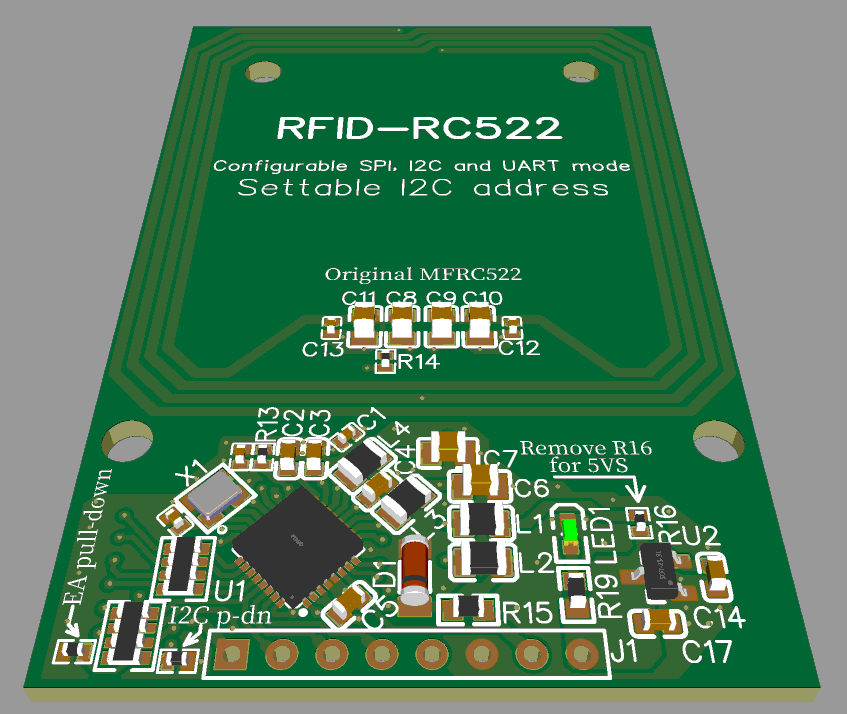 RFID-RC522
Configurable SPI, I2C and UART mode
Settable I2C address
Original MFRC522
C11 C8 C9 C10
C13
C12
R14
R13
C2
C3
C1
L4
C4
X1
C7
C6
L3
L1
L2
Remove R16
for 5VS
LED1
R16
U2
EA pull-down
U1
D1
C5
I2C p-dn
R15
R19
C14
C17
J1